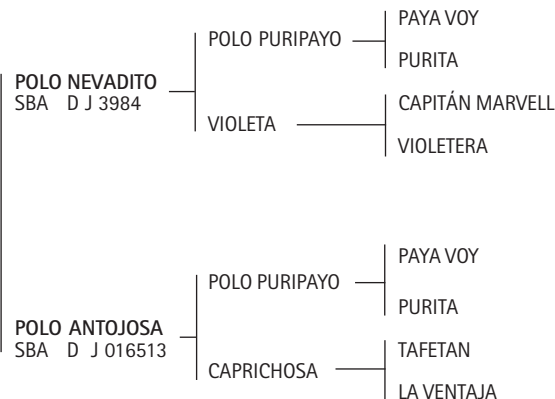 PAYA VOY
POLO PURIPAYO
PURITA
POLO NEVADITO
SBA D J 3984
CAPITÁN MARVELL
VIOLETA
VIOLETERA
PAYA VOY
POLO PURIPAYO
PURITA
POLO ANTOJOSA
SBA D J 016513
TAFETAN
CAPRICHOSA
LA VENTAJA